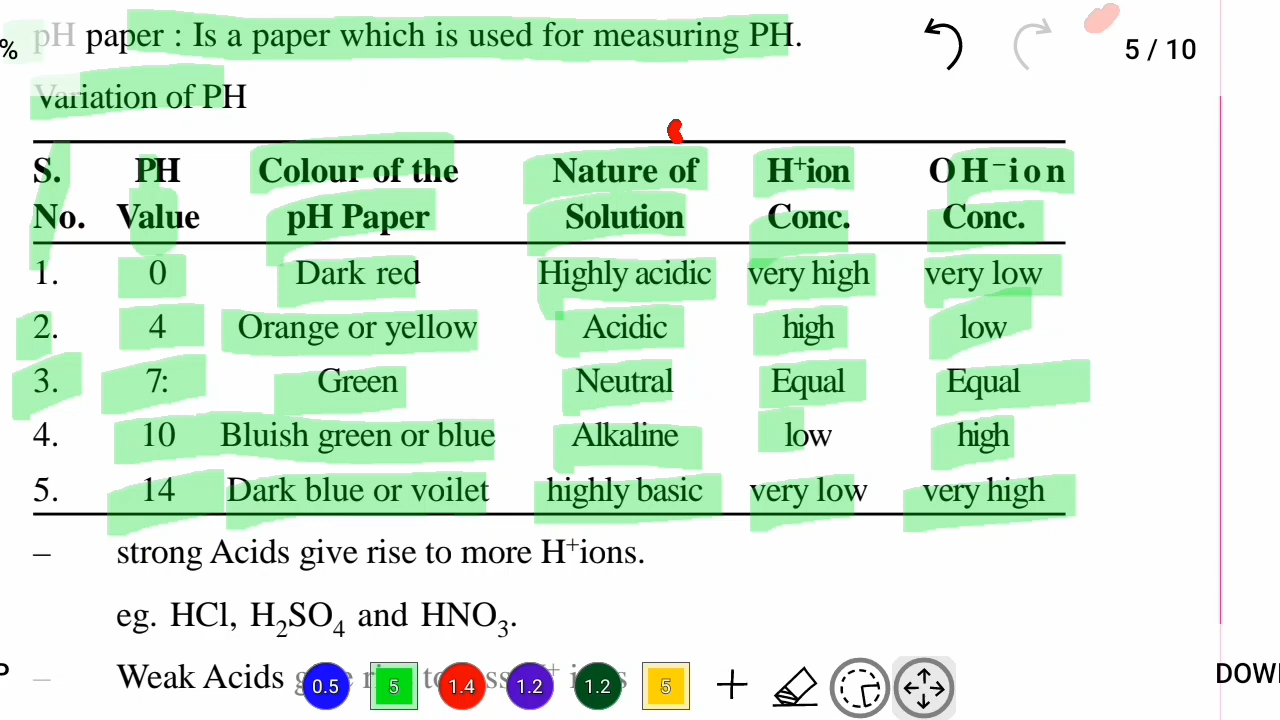 pH paper : Is a paper which is used for measuring PH.
%
5 / 10
Variation of PH
S. No. PH Value Colour of the pH Paper Nature of Solution H⁺ion Conc. OH⁻ion Conc.
1. 0 Dark red Highly acidic very high very low
2. 4 Orange or yellow Acidic high low
3. 7: Green Neutral Equal Equal
4. 10 Bluish green or blue Alkaline low high
5. 14 Dark blue or voilet highly basic very low very high
– strong Acids give rise to more H⁺ions.
eg. HCl, H₂SO₄ and HNO₃.
– Weak Acids
0.5 5 1.4 1.2 1.2 5